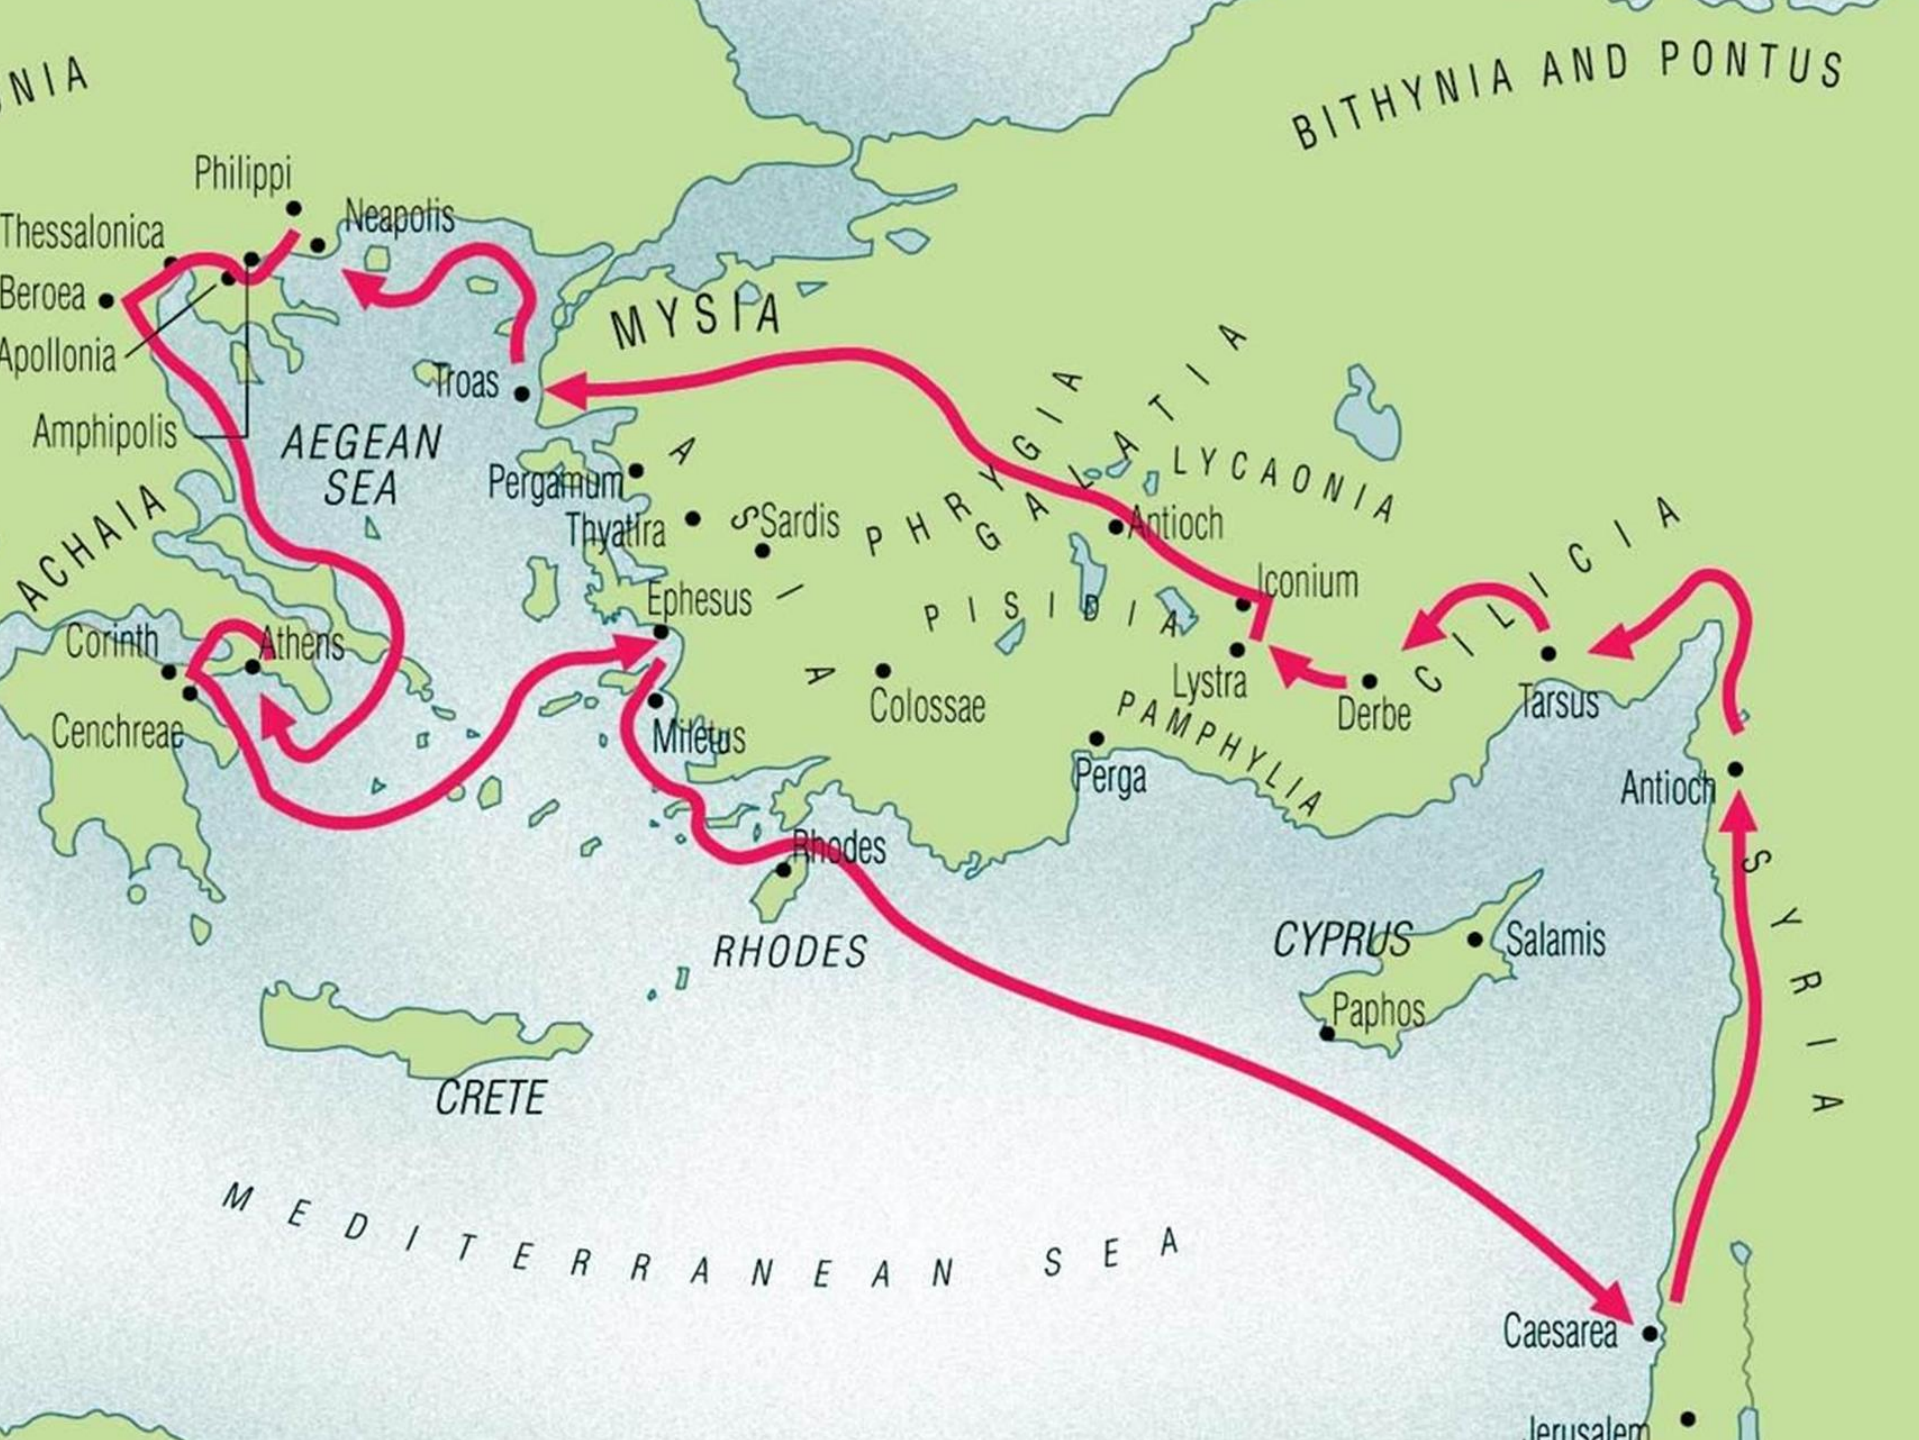 NIA
BITHYNIA AND PONTUS
Philippi
Neapolis
Thessalonica
Beroea
Apollonia
Amphipolis
MYSIA
Troas
AEGEAN
SEA
ACHAIA
Pergamum
Thyatira
Sardis
ASIA
PHRYGIA
GALATIA
LYCAONIA
Antioch
Iconium
CILICIA
PISIDIA
Ephesus
Corinth
Athens
Cenchreae
Miletus
Colossae
Lystra
Derbe
Tarsus
PAMPHYLIA
Perga
Antioch
Rhodes
RHODES
SYRIA
CYPRUS
Salamis
Paphos
CRETE
MEDITERRANEAN SEA
Caesarea
Jerusalem